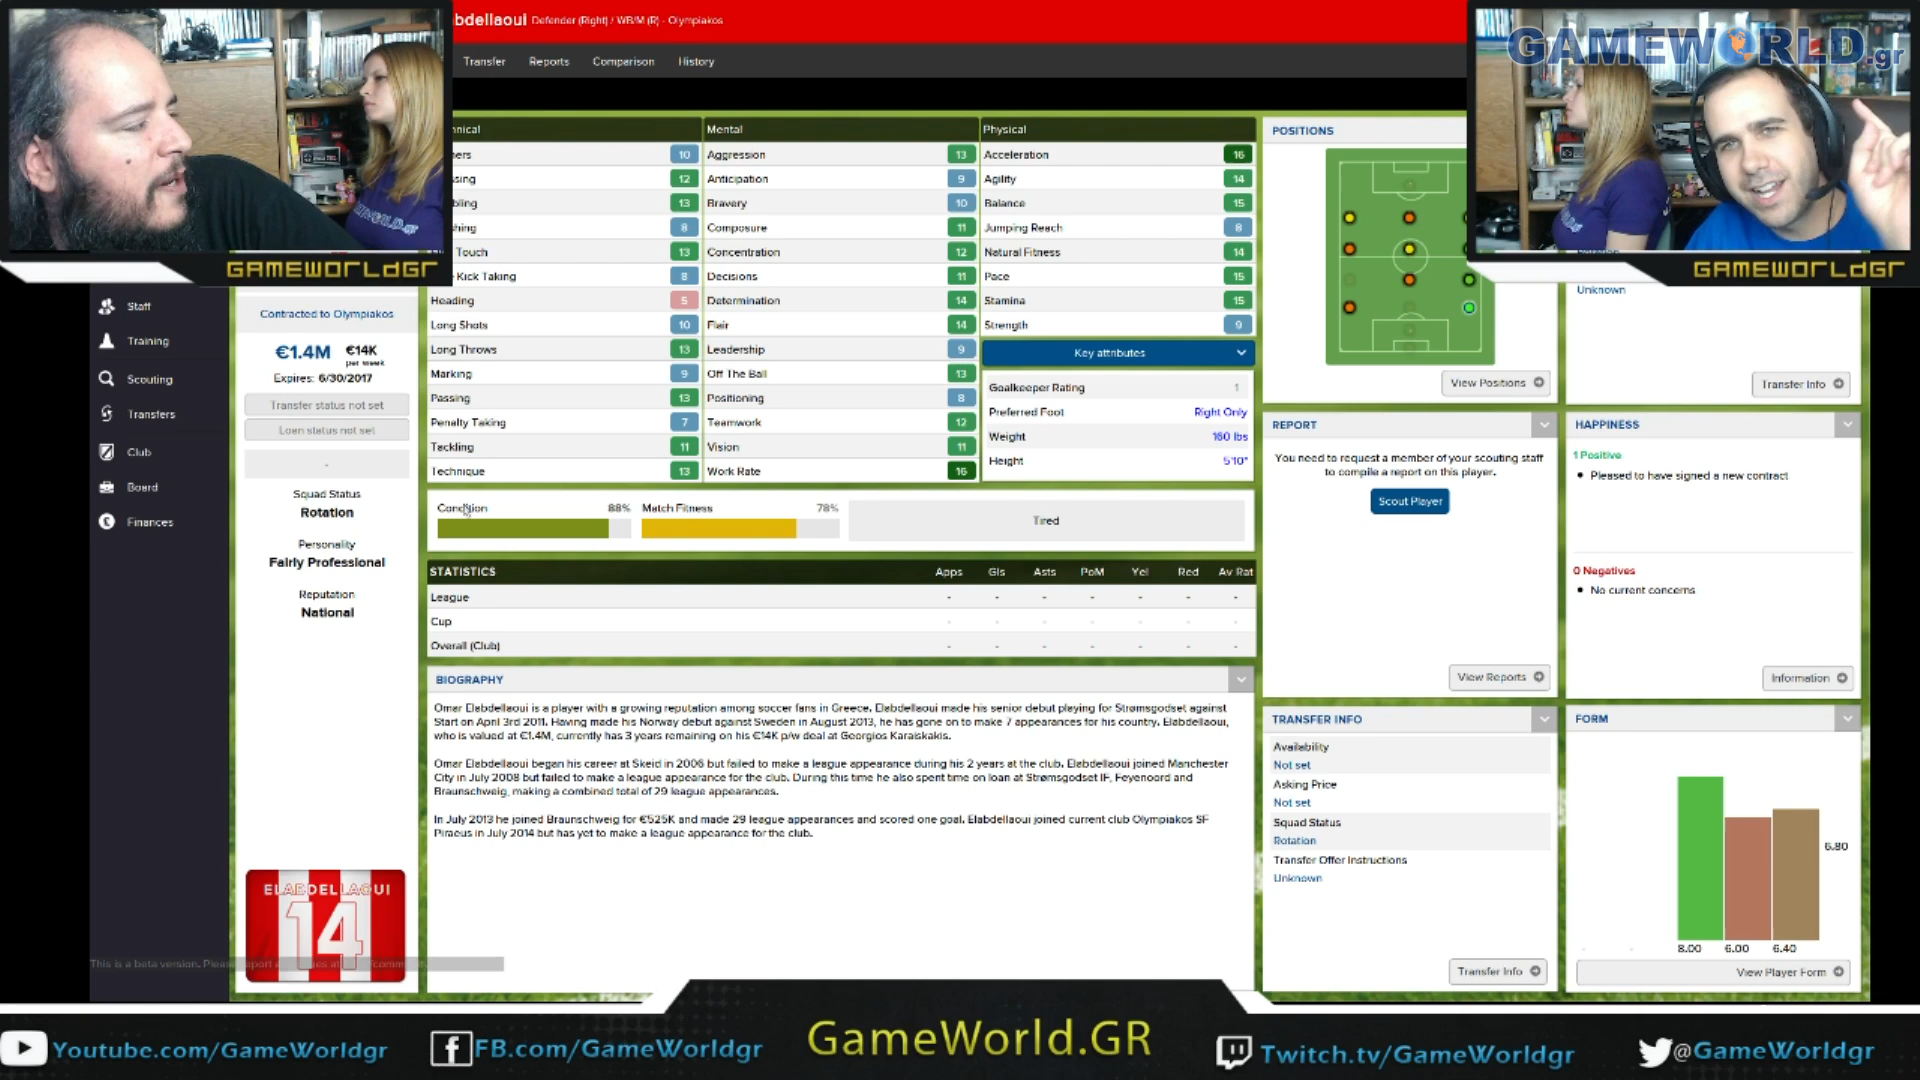 abdellaoui Defender (Right) / WB/M (R) - Olympiakos
GAMEWORLD.gr
Transfer Reports Comparison History
GAMEWORLDGR
GAMEWORLDGR
Staff
Training
Scouting
Transfers
Club
Board
Finances
Contracted to Olympiakos
€1.4M €14K per week
Expires: 6/30/2017
Transfer status not set
Loan status not set
-
Squad Status
Rotation
Personality
Fairly Professional
Reputation
National
ELABDELLAOUI
14
This is a beta version.
nical
ners 10
ssing 12
bling 13
hing 8
Touch 13
Kick Taking 8
Heading 5
Long Shots 10
Long Throws 13
Marking 9
Passing 13
Penalty Taking 7
Tackling 11
Technique 13
Mental
Aggression 13
Anticipation 9
Bravery 10
Composure 11
Concentration 12
Decisions 11
Determination 14
Flair 14
Leadership 9
Off The Ball 13
Positioning 8
Teamwork 12
Vision 11
Work Rate 16
Physical
Acceleration 16
Agility 14
Balance 15
Jumping Reach 8
Natural Fitness 14
Pace 15
Stamina 15
Strength 9
Key attributes
Goalkeeper Rating 1
Preferred Foot Right Only
Weight 160 lbs
Height 5'10"
Condition 88% Match Fitness 78%
Tired
STATISTICS Apps Gls Asts PoM Yel Red Av Rat
League - - - - - - -
Cup - - - - - - -
Overall (Club) - - - - - - -
BIOGRAPHY
Omar Elabdellaoui is a player with a growing reputation among soccer fans in Greece. Elabdellaoui made his senior debut playing for Strømsgodset against
Start on April 3rd 2011. Having made his Norway debut against Sweden in August 2013, he has gone on to make 7 appearances for his country. Elabdellaoui,
who is valued at €1.4M, currently has 3 years remaining on his €14K p/w deal at Georgios Karaiskakis.
Omar Elabdellaoui began his career at Skeid in 2006 but failed to make a league appearance during his 2 years at the club. Elabdellaoui joined Manchester
City in July 2008 but failed to make a league appearance for the club. During this time he also spent time on loan at Strømsgodset IF, Feyenoord and
Braunschweig, making a combined total of 29 league appearances.
In July 2013 he joined Braunschweig for €525K and made 29 league appearances and scored one goal. Elabdellaoui joined current club Olympiakos SF
Piraeus in July 2014 but has yet to make a league appearance for the club.
POSITIONS
View Positions
Unknown
Transfer Info
REPORT
You need to request a member of your scouting staff
to compile a report on this player.
Scout Player
View Reports
HAPPINESS
1 Positive
• Pleased to have signed a new contract
0 Negatives
• No current concerns
Information
TRANSFER INFO
Availability
Not set
Asking Price
Not set
Squad Status
Rotation
Transfer Offer Instructions
Unknown
Transfer Info
FORM
6.80
- - 8.00 6.00 6.40
View Player Form
Youtube.com/GameWorldgr
FB.com/GameWorldgr
GameWorld.GR
Twitch.tv/GameWorldgr
@GameWorldgr